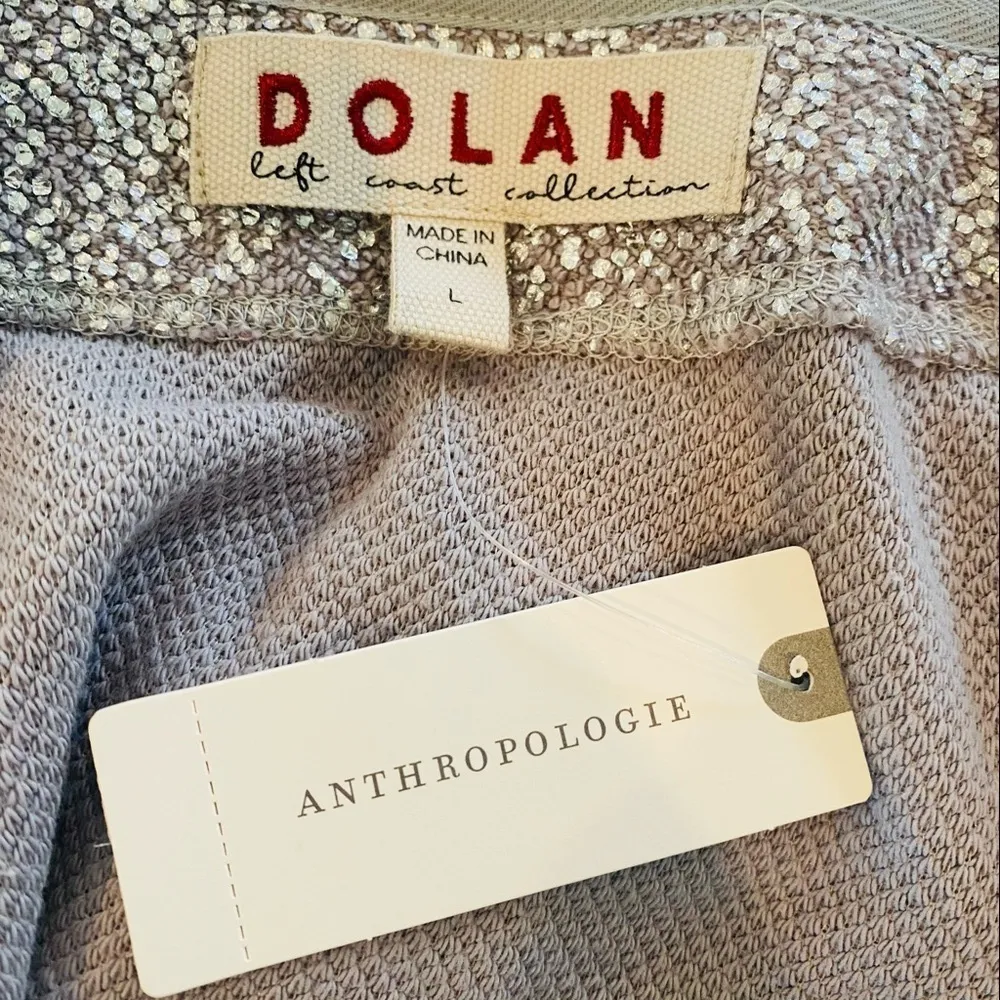 DOLAN
left coast collection
MADE IN
CHINA
L
ANTHROPOLOGIE